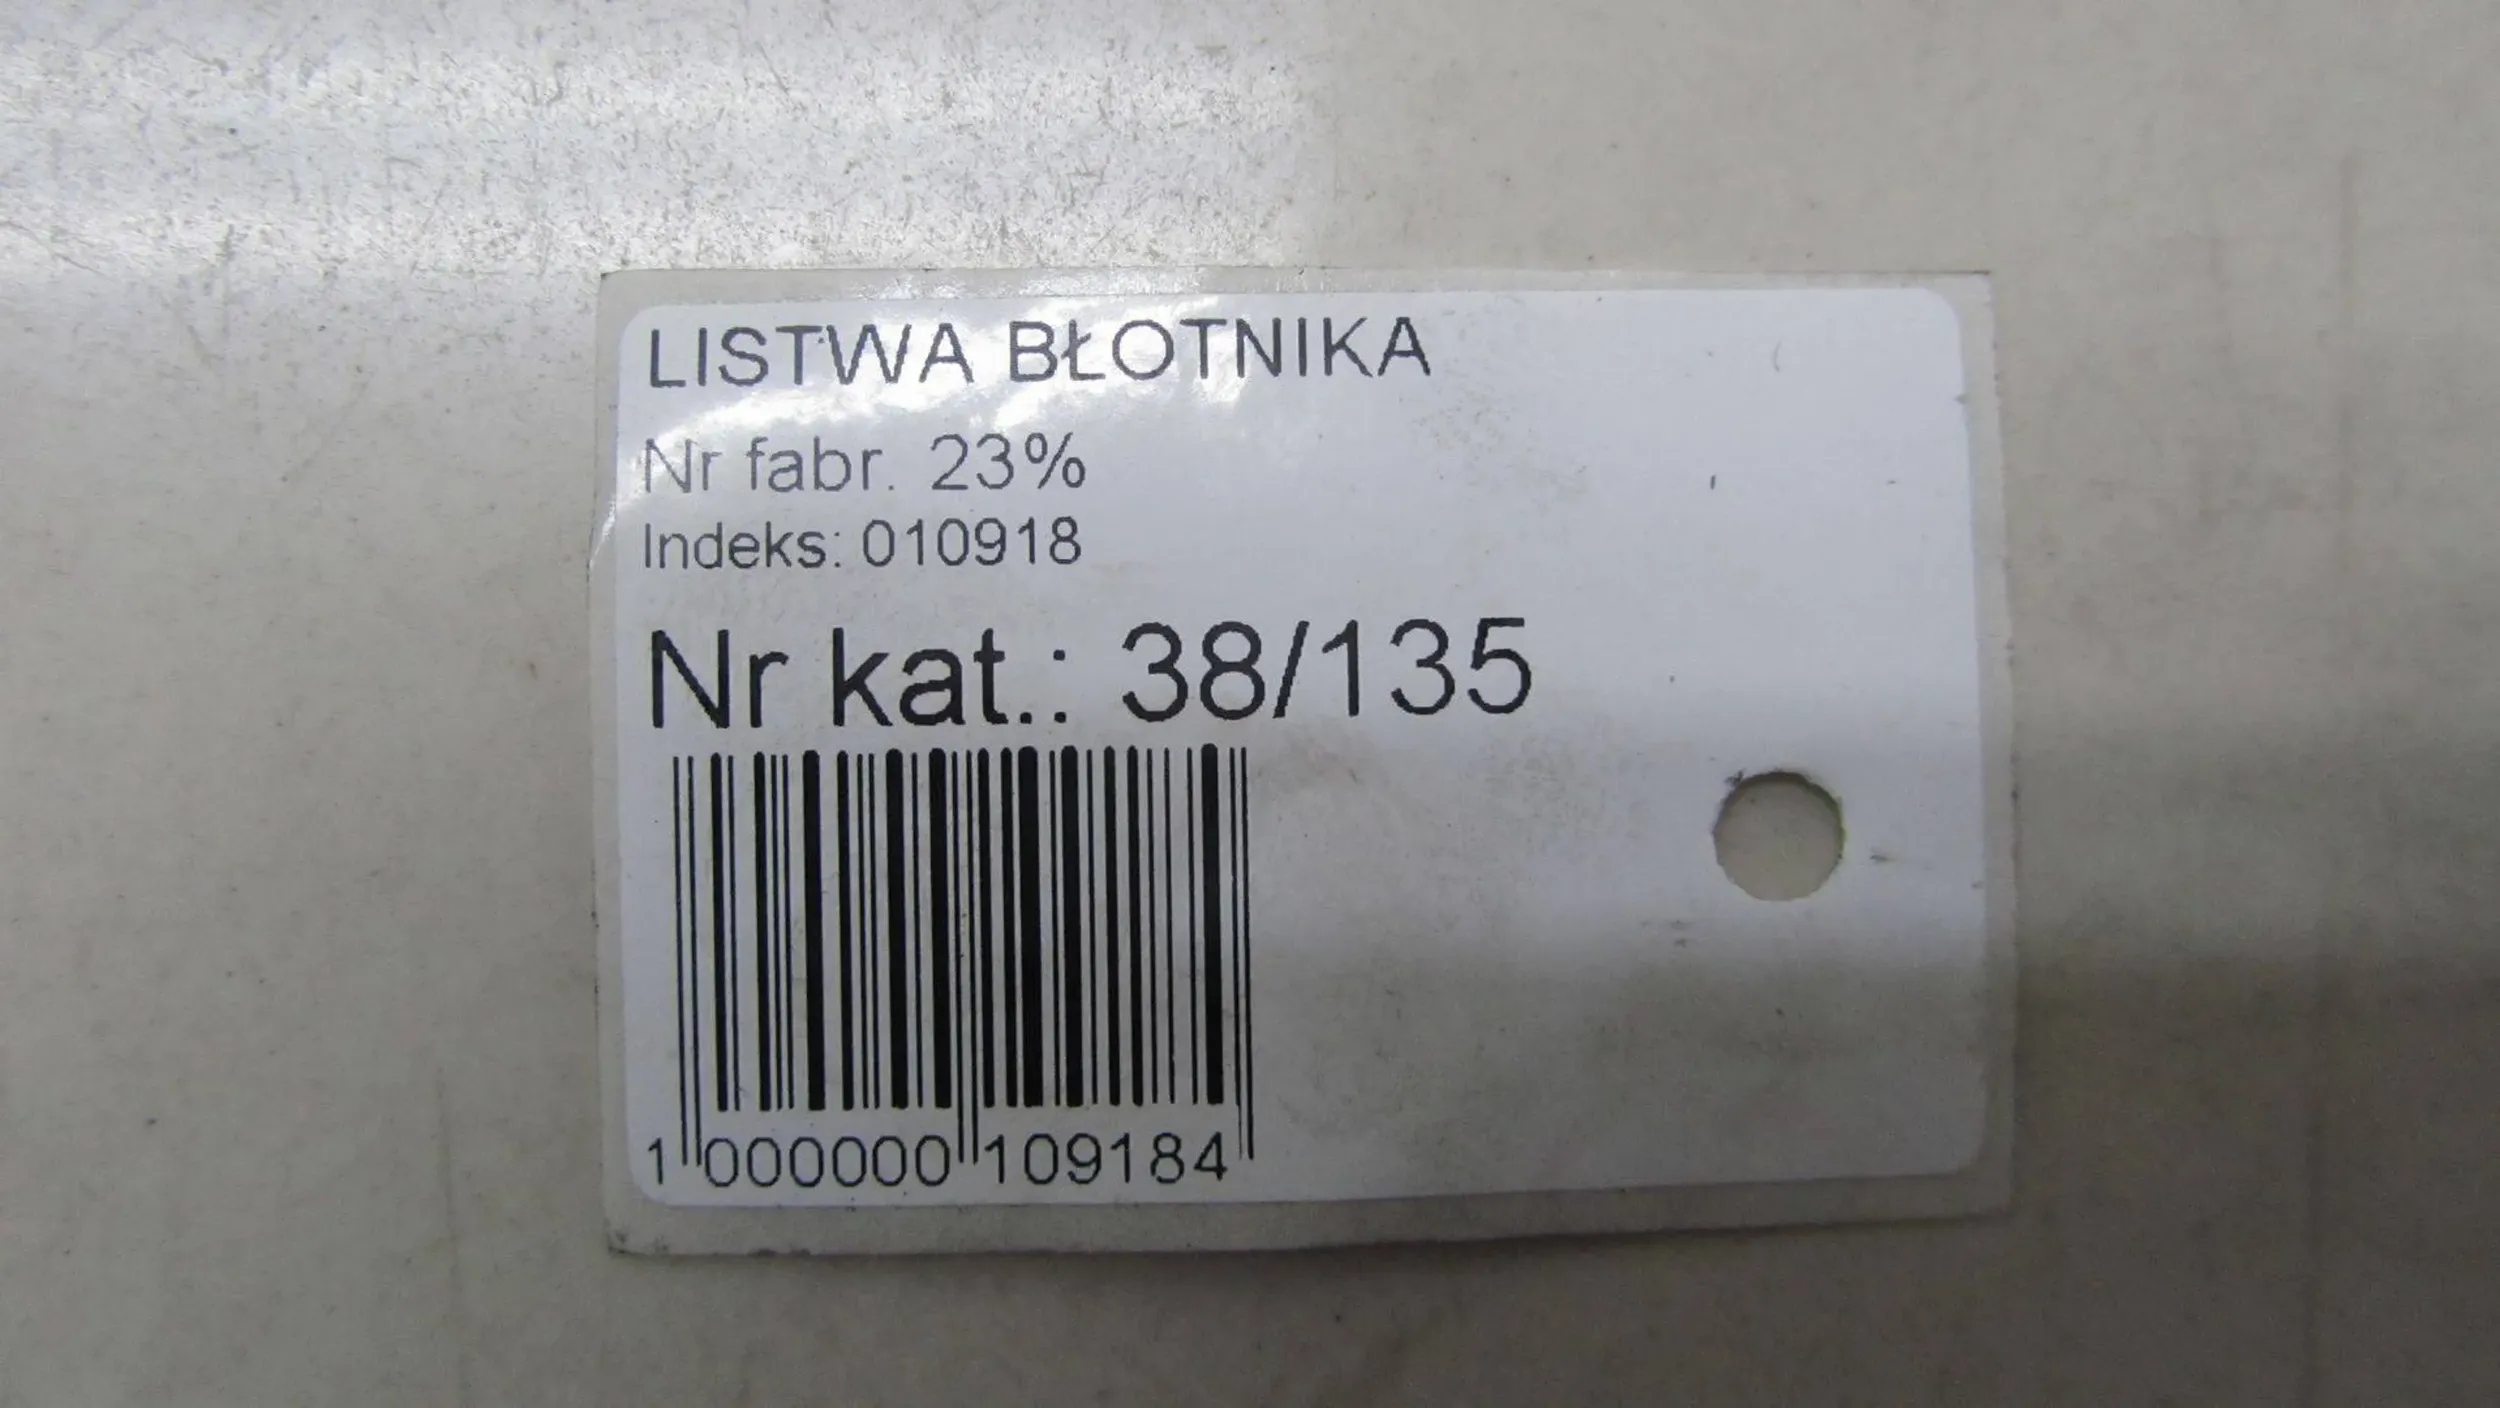 LISTWA BŁOTNIKA
Nr fabr. 23%
Indeks: 010918
Nr kat.: 38/135
1 000000 109184